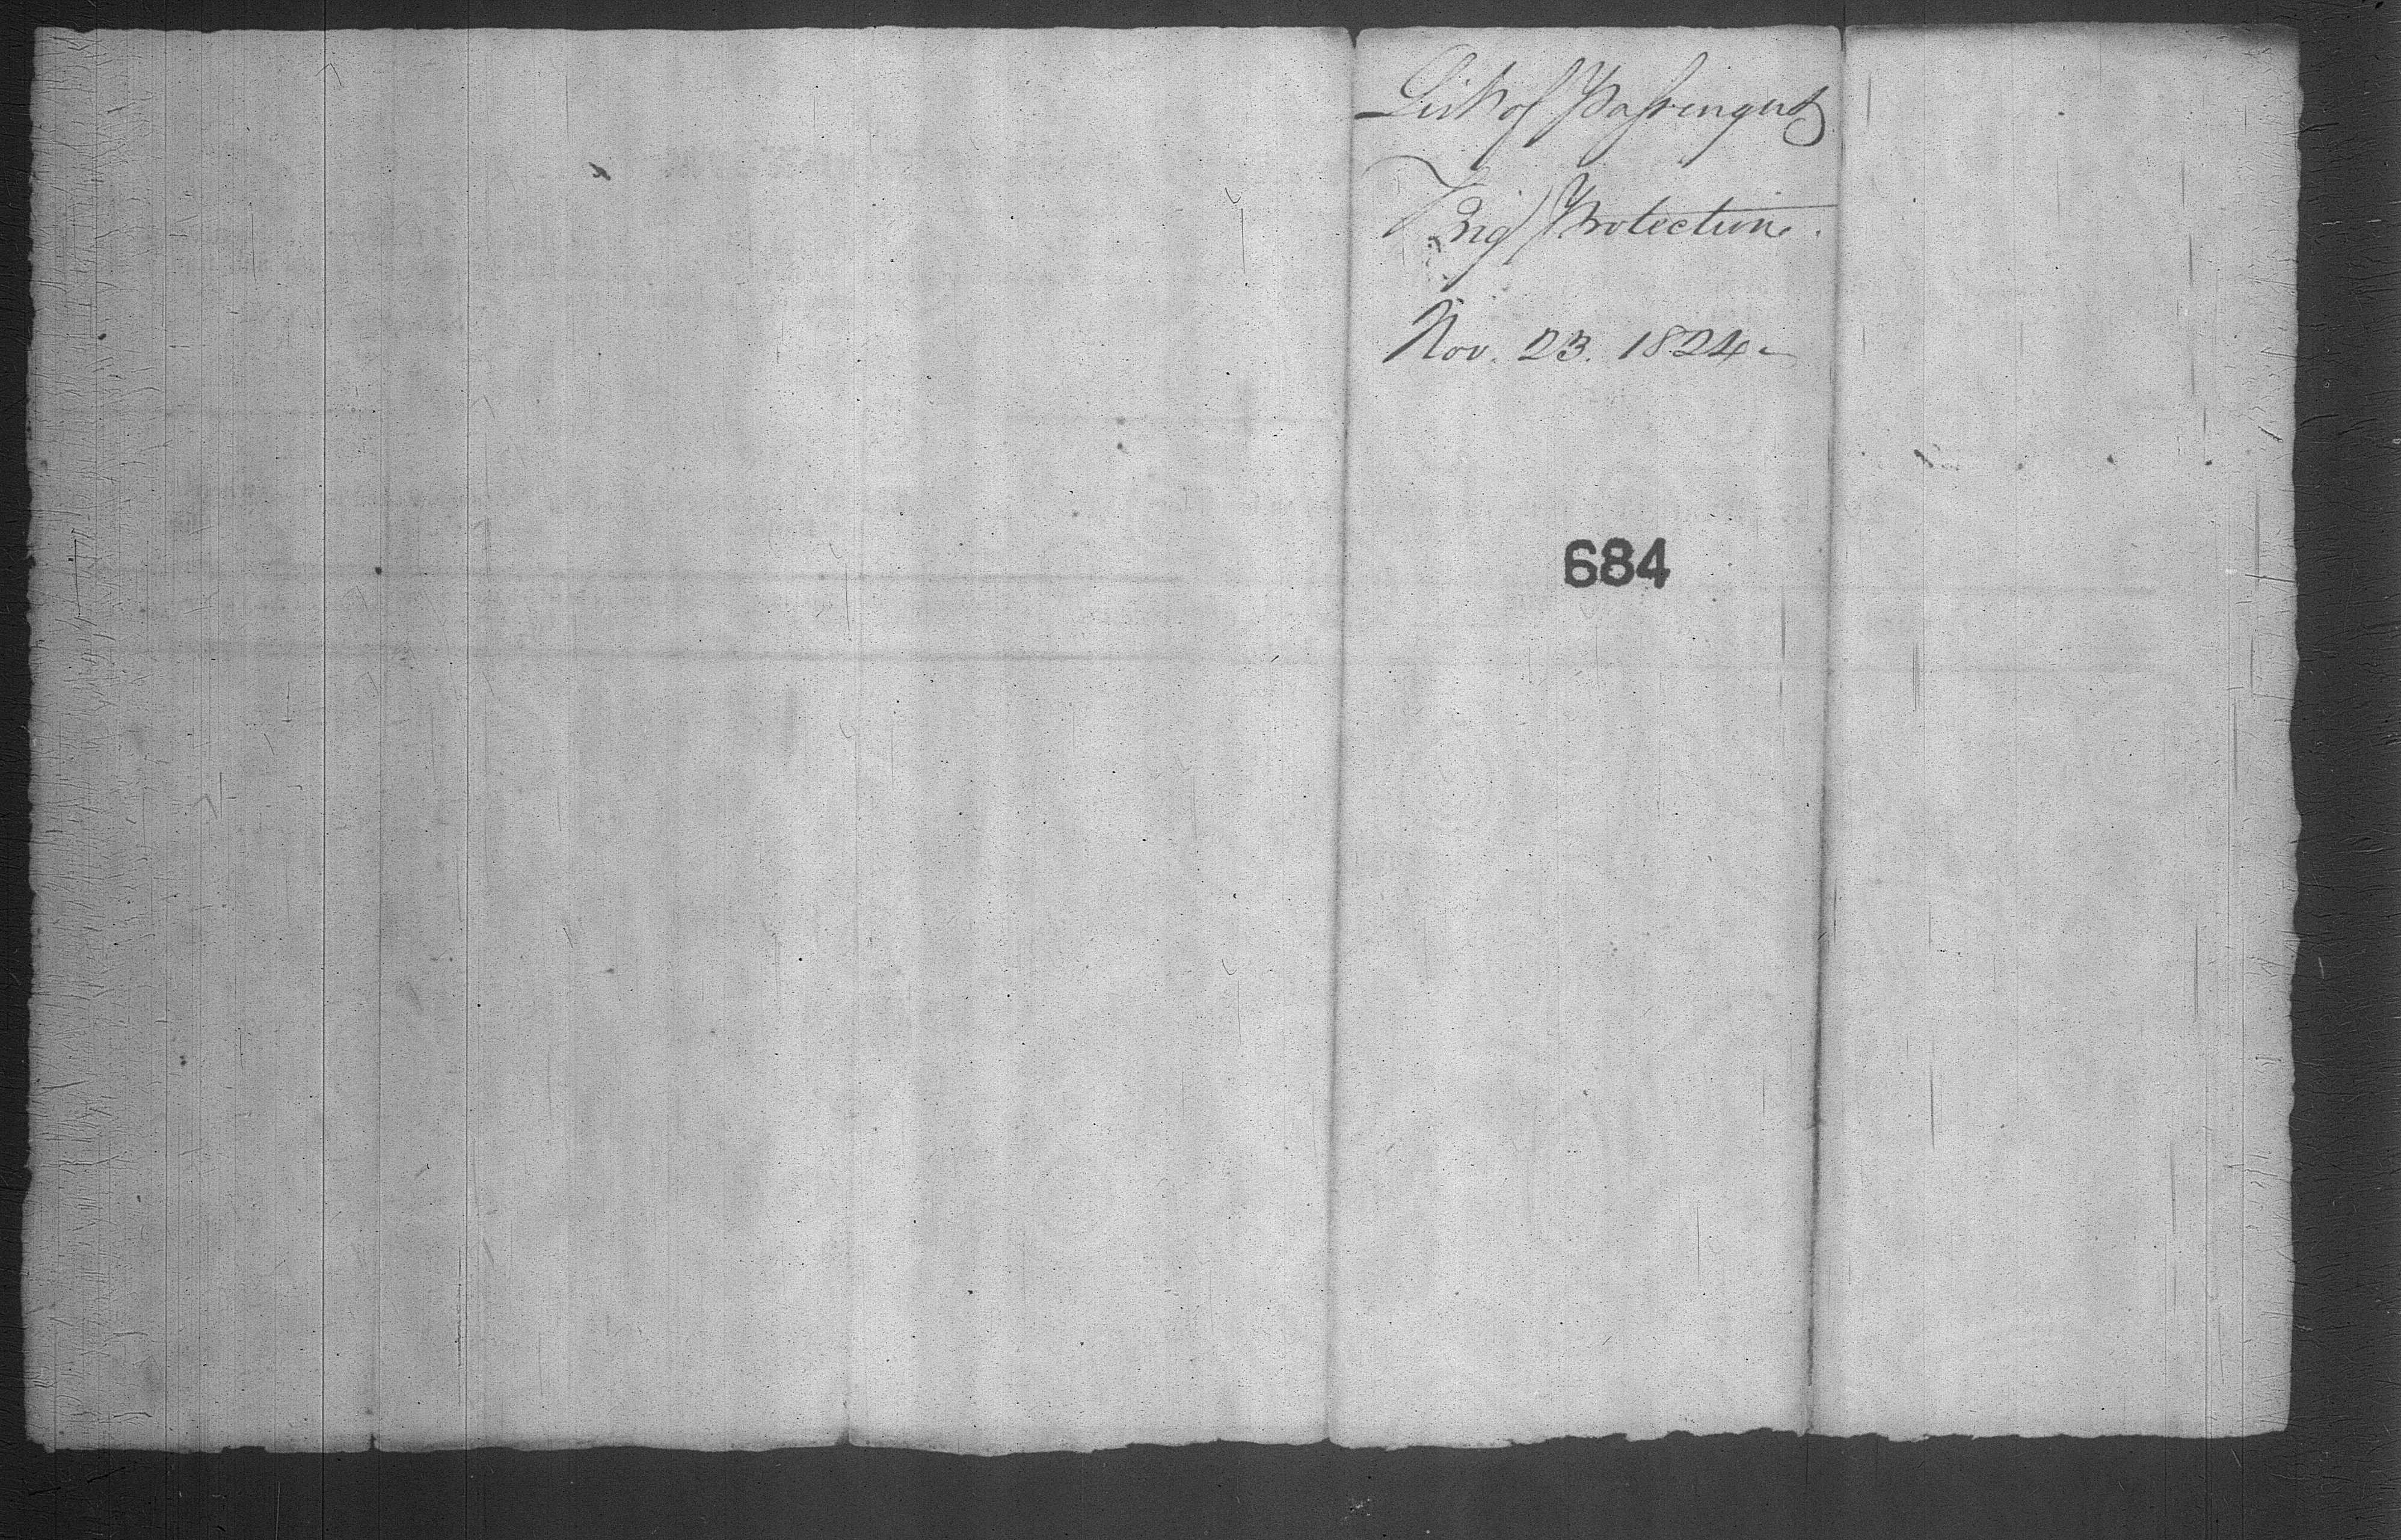 List of Passengers
Brig Protection.
Nov. 23. 1824
684